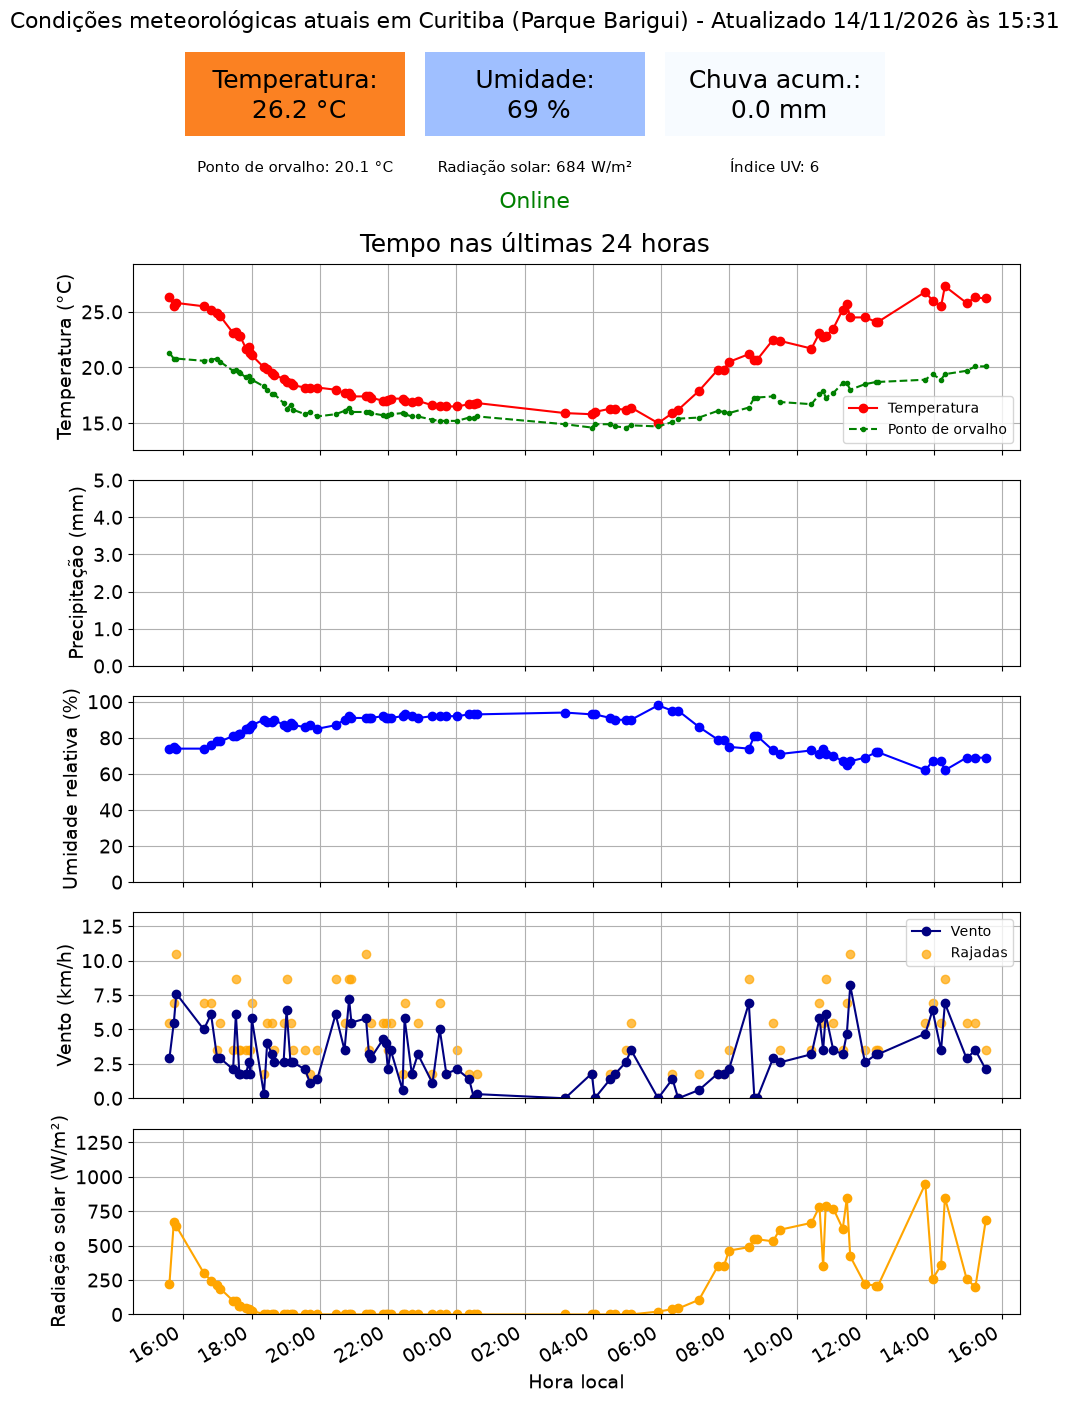 Condições meteorológicas atuais em Curitiba (Parque Barigui) - Atualizado 14/11/2026 às 15:31
Temperatura:
26.2 °C
Umidade:
69 %
Chuva acum.:
0.0 mm
Ponto de orvalho: 20.1 °C
Radiação solar: 684 W/m²
Índice UV: 6
Online
Tempo nas últimas 24 horas
Temperatura (°C)
25.0
20.0
15.0
Temperatura
Ponto de orvalho
Precipitação (mm)
5.0
4.0
3.0
2.0
1.0
0.0
Umidade relativa (%)
100
80
60
40
20
0
Vento (km/h)
12.5
10.0
7.5
5.0
2.5
0.0
Vento
Rajadas
Radiação solar (W/m²)
1250
1000
750
500
250
0
16:00
18:00
20:00
22:00
00:00
02:00
04:00
06:00
08:00
10:00
12:00
14:00
16:00
Hora local